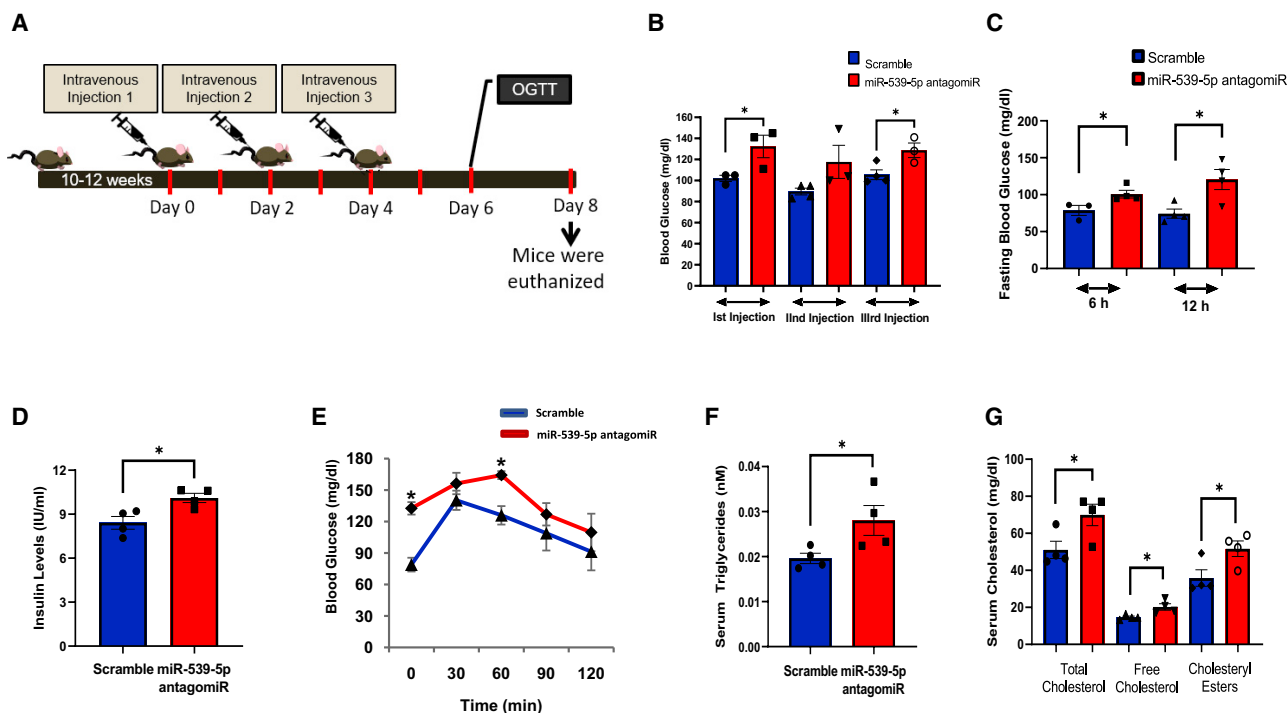 A
Intravenous
Injection 1
Intravenous
Injection 2
Intravenous
Injection 3
OGTT
10-12 weeks
Day 0
Day 2
Day 4
Day 6
Day 8
Mice were
euthanized
B
Scramble
miR-539-5p antagomiR
Blood Glucose (mg/dl)
160
140
120
100
80
60
40
20
0
*
*
Ist Injection
IInd Injection
IIIrd Injection
C
Scramble
miR-539-5p antagomiR
Fasting Blood Glucose (mg/dl)
200
150
100
50
0
*
*
6 h
12 h
D
Insulin Levels (IU/ml)
12
9
6
3
0
*
Scramble
miR-539-5p
antagomiR
E
Scramble
miR-539-5p antagomiR
Blood Glucose (mg/dl)
180
150
120
90
60
30
0
*
*
0
30
60
90
120
Time (min)
F
Serum Triglycerides (nM)
0.04
0.03
0.02
0.01
0.00
*
Scramble
miR-539-5p
antagomiR
G
Serum Cholesterol (mg/dl)
100
80
60
40
20
0
*
*
*
Total
Cholesterol
Free
Cholesterol
Cholesteryl
Esters